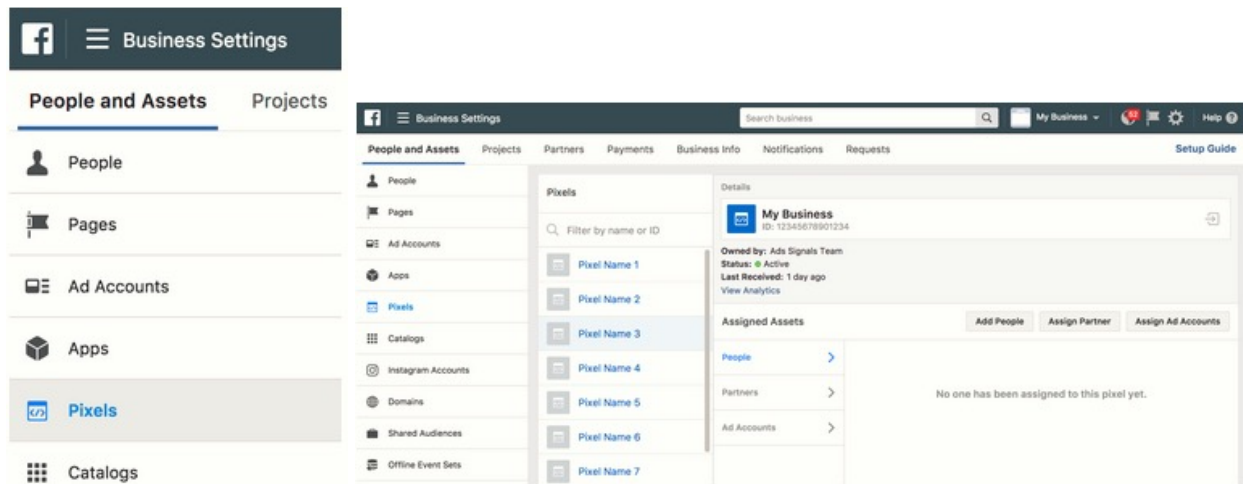 Business Settings
People and Assets Projects
People
Pages
Ad Accounts
Apps
Pixels
Catalogs
Business Settings Search business My Business 52 Help
People and Assets Projects Partners Payments Business Info Notifications Requests Setup Guide
People
Pages
Ad Accounts
Apps
Pixels
Catalogs
Instagram Accounts
Domains
Shared Audiences
Offline Event Sets
Pixels
Filter by name or ID
Pixel Name 1
Pixel Name 2
Pixel Name 3
Pixel Name 4
Pixel Name 5
Pixel Name 6
Pixel Name 7
Details
My Business
ID: 12345678901234
Owned by: Ads Signals Team
Status: Active
Last Received: 1 day ago
View Analytics
Assigned Assets Add People Assign Partner Assign Ad Accounts
People
Partners
Ad Accounts
No one has been assigned to this pixel yet.